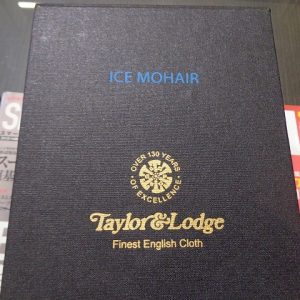 ICE MOHAIR
OVER 130 YEARS
OF EXCELLENCE
Taylor & Lodge
Finest English Cloth